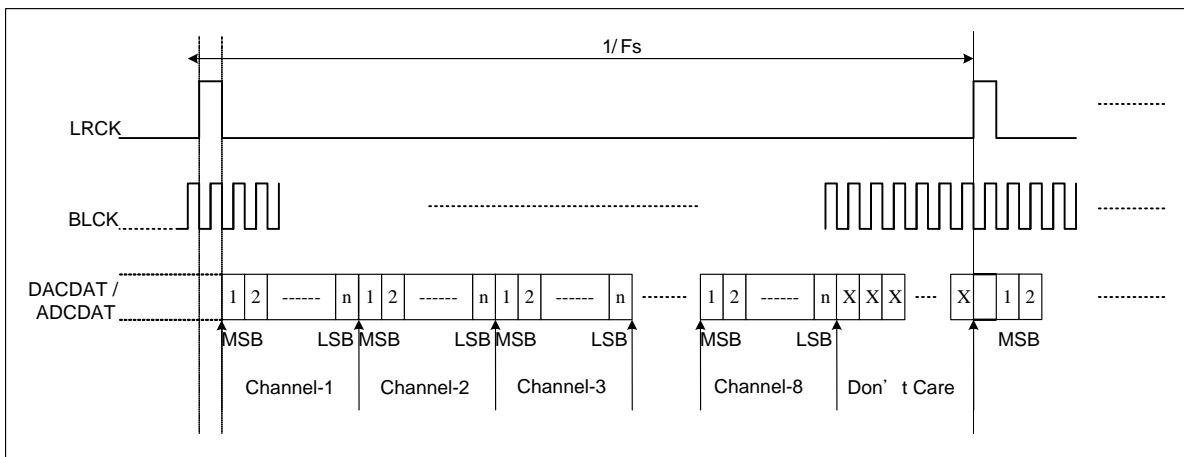 1/ Fs
LRCK
BLCK
DACDAT /
ADCDAT
1 2 ------ n 1 2 ------ n 1 2 ------ n 1 2 ------ n X X X X 1 2
MSB LSB MSB LSB MSB LSB MSB LSB MSB
Channel-1 Channel-2 Channel-3 Channel-8 Don’ t Care